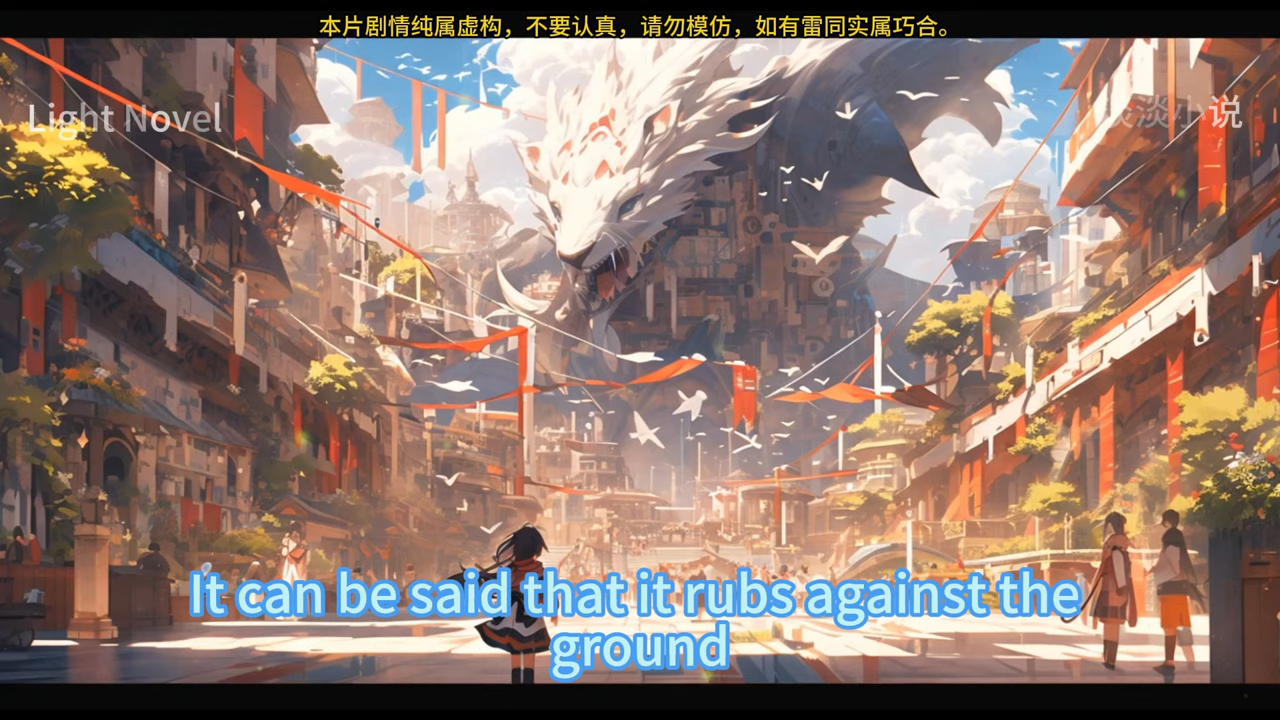 本片剧情纯属虚构，不要认真，请勿模仿，如有雷同实属巧合。
Light Novel
淡小说
It can be said that it rubs against the
ground